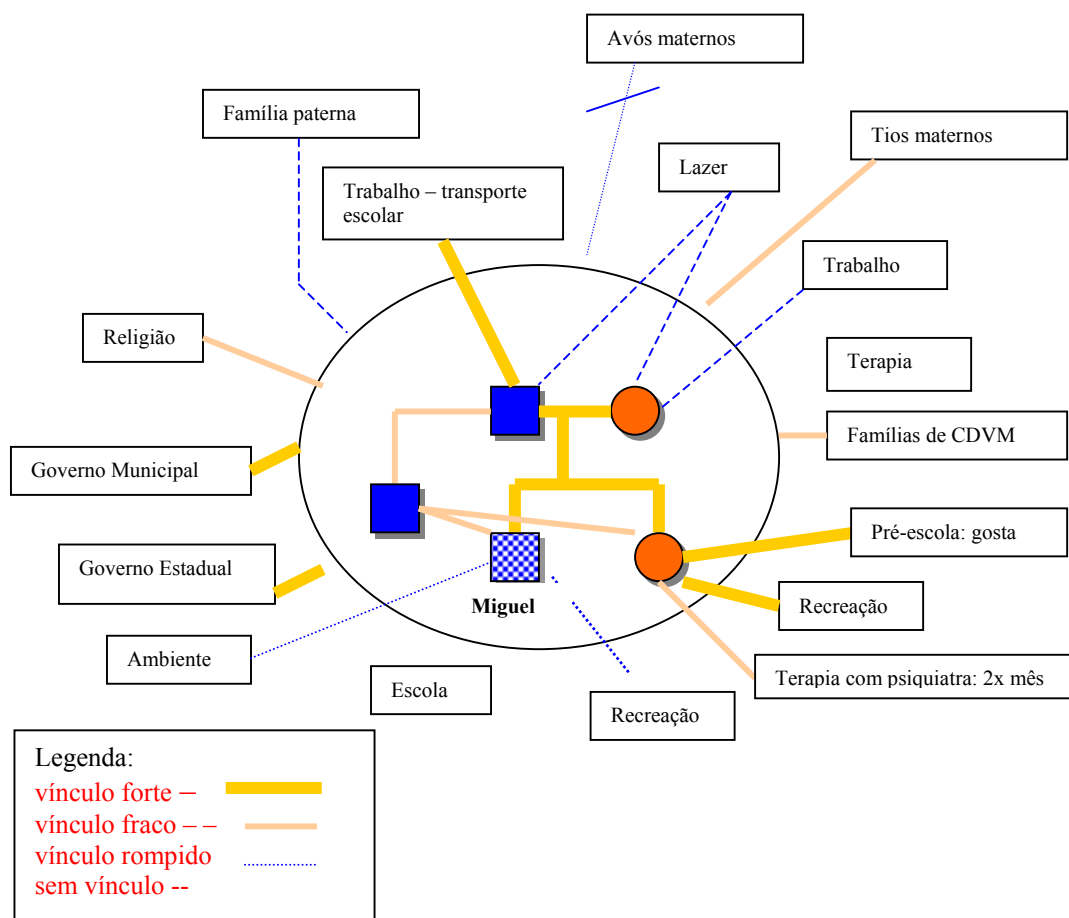 Avós maternos
Família paterna
Tios maternos
Lazer
Trabalho – transporte
escolar
Trabalho
Religião
Terapia
Famílias de CDVM
Governo Municipal
Pré-escola: gosta
Governo Estadual
Miguel
Recreação
Ambiente
Escola
Terapia com psiquiatra: 2x mês
Recreação
Legenda:
vínculo forte –
vínculo fraco – –
vínculo rompido
sem vínculo --